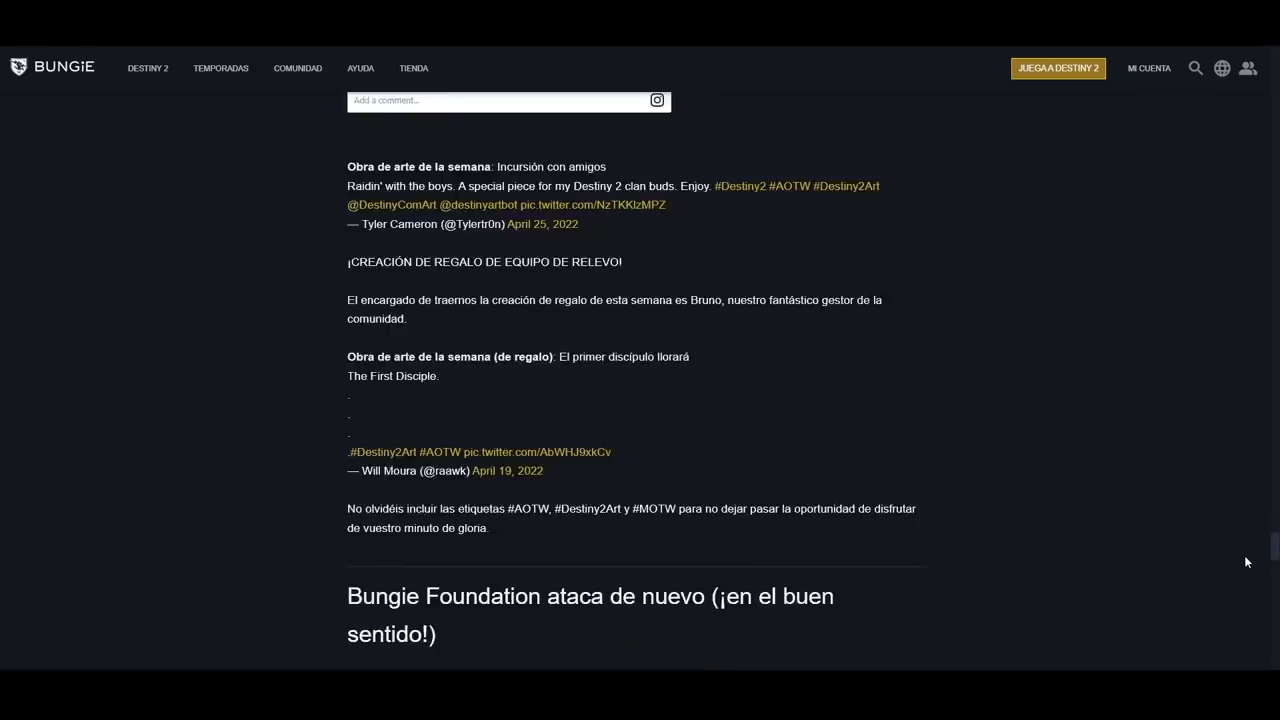 BUNGiE DESTINY 2 TEMPORADAS COMUNIDAD AYUDA TIENDA JUEGA A DESTINY 2 MI CUENTA
Add a comment...
Obra de arte de la semana: Incursión con amigos
Raidin' with the boys. A special piece for my Destiny 2 clan buds. Enjoy. #Destiny2 #AOTW #Destiny2Art
@DestinyComArt @destinyartbot pic.twitter.com/NzTKKlzMPZ
— Tyler Cameron (@Tylertr0n) April 25, 2022
¡CREACIÓN DE REGALO DE EQUIPO DE RELEVO!
El encargado de traernos la creación de regalo de esta semana es Bruno, nuestro fantástico gestor de la
comunidad.
Obra de arte de la semana (de regalo): El primer discípulo llorará
The First Disciple.
.
.
.
.#Destiny2Art #AOTW pic.twitter.com/AbWHJ9xkCv
— Will Moura (@raawk) April 19, 2022
No olvidéis incluir las etiquetas #AOTW, #Destiny2Art y #MOTW para no dejar pasar la oportunidad de disfrutar
de vuestro minuto de gloria.
Bungie Foundation ataca de nuevo (¡en el buen
sentido!)